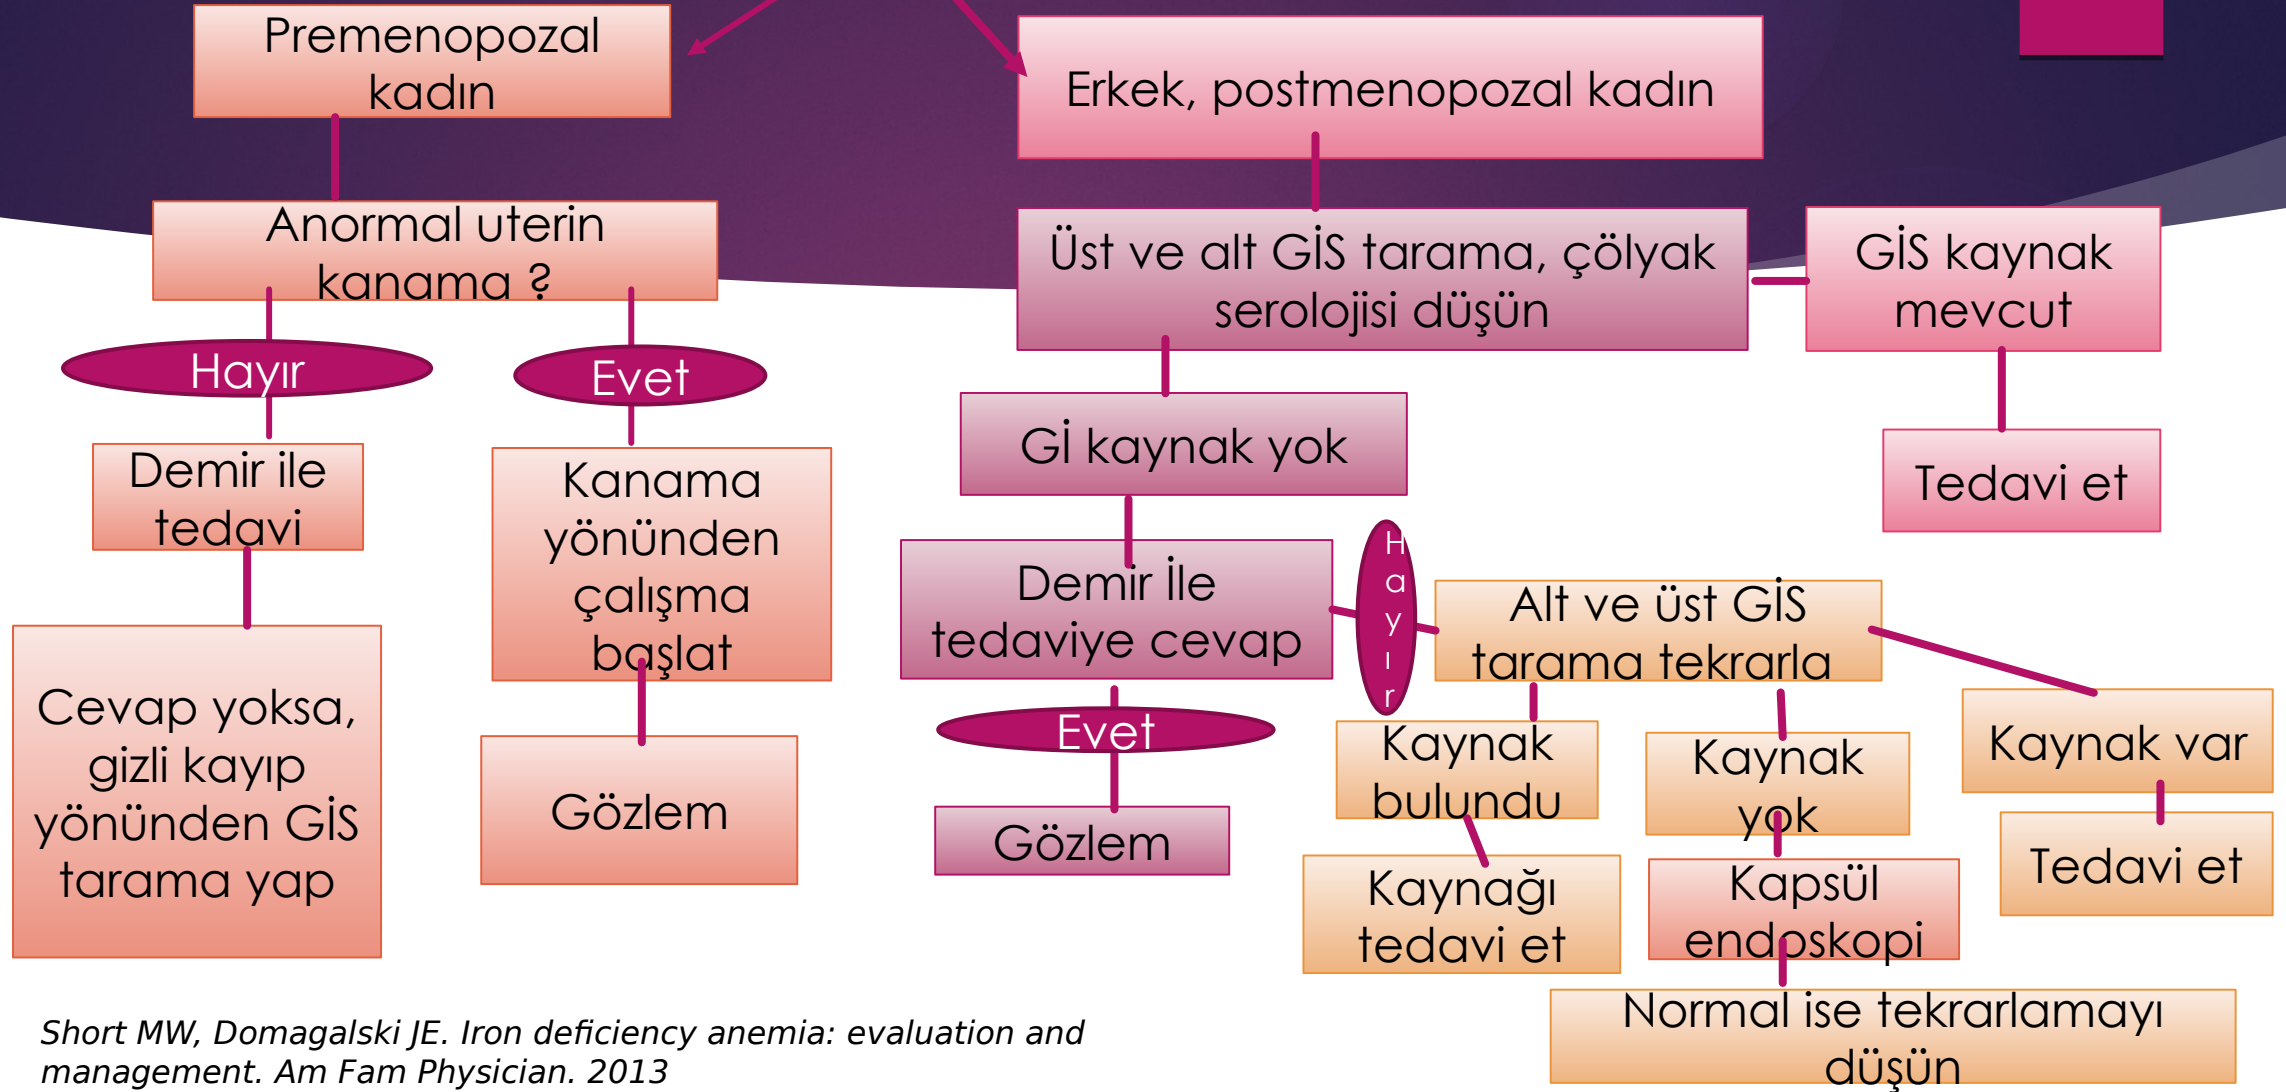 Premenopozal
kadın
Erkek, postmenopozal kadın
Anormal uterin
kanama ?
Üst ve alt GİS tarama, çölyak
serolojisi düşün
GİS kaynak
mevcut
Hayır
Evet
Gİ kaynak yok
Tedavi et
Demir ile
tedavi
Kanama
yönünden
çalışma
başlat
Demir İle
tedaviye cevap
Hayır
Alt ve üst GİS
tarama tekrarla
Cevap yoksa,
gizli kayıp
yönünden GİS
tarama yap
Gözlem
Evet
Gözlem
Kaynak
bulundu
Kaynak
yok
Kaynak var
Kaynağı
tedavi et
Kapsül
endoskopi
Tedavi et
Normal ise tekrarlamayı
düşün
Short MW, Domagalski JE. Iron deficiency anemia: evaluation and
management. Am Fam Physician. 2013